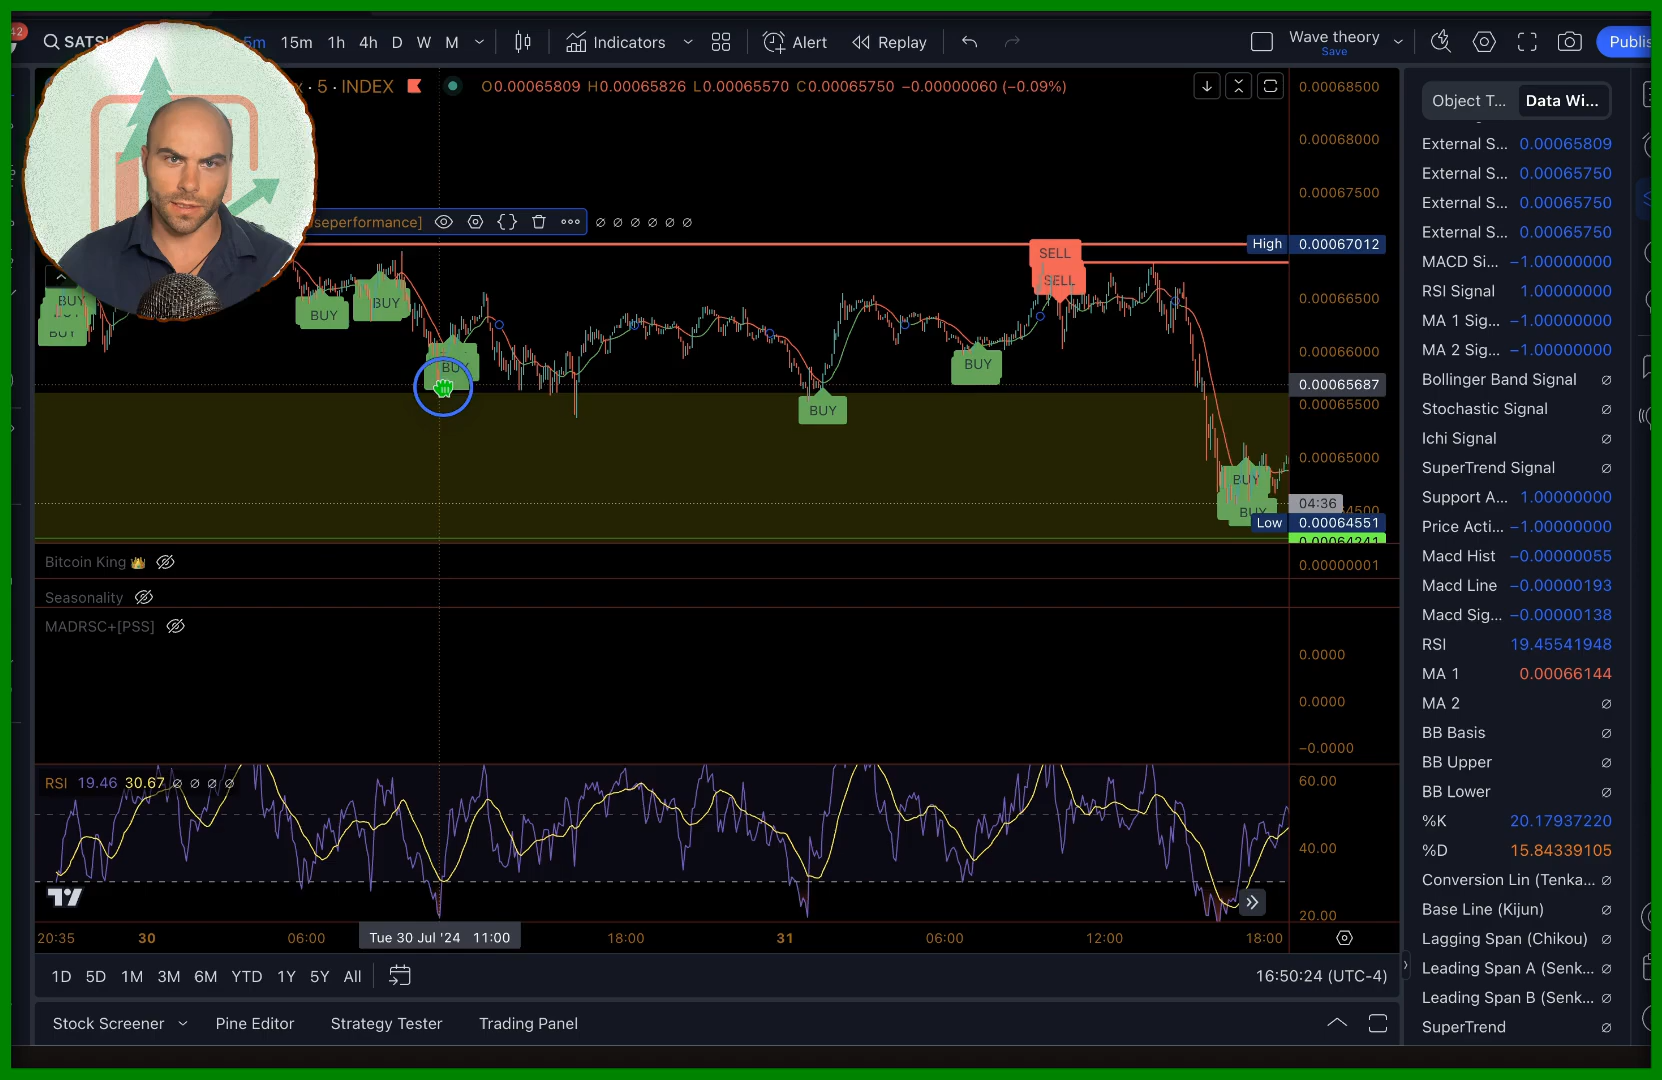 42
SATS
5m 15m 1h 4h D W M Indicators Alert Replay Wave theory Save Publis
x · 5 · INDEX O0.00065809 H0.00065826 L0.00065570 C0.00065750 −0.00000060 (−0.09%)
seperformance] ∅ ∅ ∅ ∅ ∅ ∅
SELL
SELL
BUY
BUY
BUY
BUY
BUY
BUY
BUY
BUY
BUY
0.00068500
0.00068000
0.00067500
High 0.00067012
0.00066500
0.00066000
0.00065687
0.00065500
0.00065000
04:36
Low 0.00064551
0.00064241
Bitcoin King 👑
0.00000001
Seasonality
MADRSC+[PSS]
0.0000
0.0000
−0.0000
RSI 19.46 30.67 ∅ ∅ ∅ ∅
60.00
40.00
20.00
20:35 30 06:00 Tue 30 Jul '24 11:00 18:00 31 06:00 12:00 18:00
1D 5D 1M 3M 6M YTD 1Y 5Y All 16:50:24 (UTC-4)
Stock Screener Pine Editor Strategy Tester Trading Panel
Object T... Data Wi...
External S... 0.00065809
External S... 0.00065750
External S... 0.00065750
External S... 0.00065750
MACD Si... −1.00000000
RSI Signal 1.00000000
MA 1 Sig... −1.00000000
MA 2 Sig... −1.00000000
Bollinger Band Signal ∅
Stochastic Signal ∅
Ichi Signal ∅
SuperTrend Signal ∅
Support A... 1.00000000
Price Acti... −1.00000000
Macd Hist −0.00000055
Macd Line −0.00000193
Macd Sig... −0.00000138
RSI 19.45541948
MA 1 0.00066144
MA 2 ∅
BB Basis ∅
BB Upper ∅
BB Lower ∅
%K 20.17937220
%D 15.84339105
Conversion Lin (Tenka... ∅
Base Line (Kijun) ∅
Lagging Span (Chikou) ∅
Leading Span A (Senk... ∅
Leading Span B (Senk... ∅
SuperTrend ∅